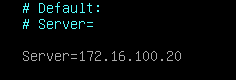 # Default:
# Server=
Server=172.16.100.20